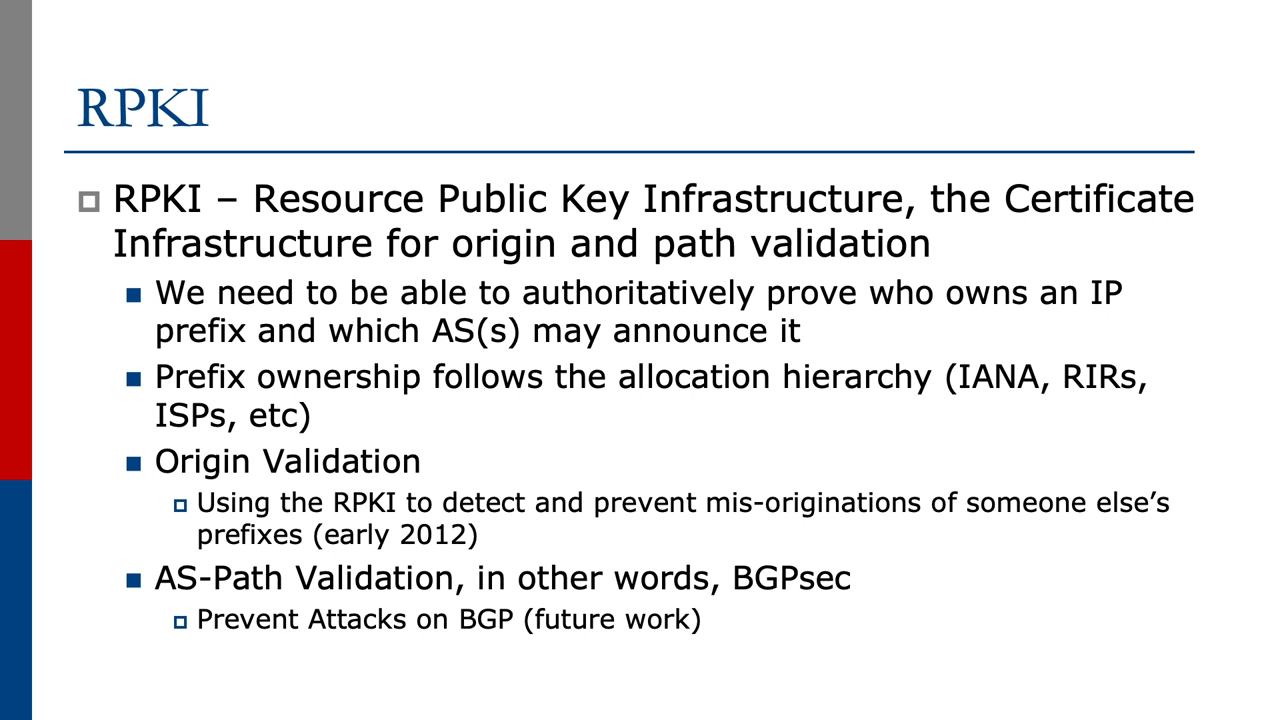 RPKI
RPKI – Resource Public Key Infrastructure, the Certificate
Infrastructure for origin and path validation
We need to be able to authoritatively prove who owns an IP
prefix and which AS(s) may announce it
Prefix ownership follows the allocation hierarchy (IANA, RIRs,
ISPs, etc)
Origin Validation
Using the RPKI to detect and prevent mis-originations of someone else’s
prefixes (early 2012)
AS-Path Validation, in other words, BGPsec
Prevent Attacks on BGP (future work)